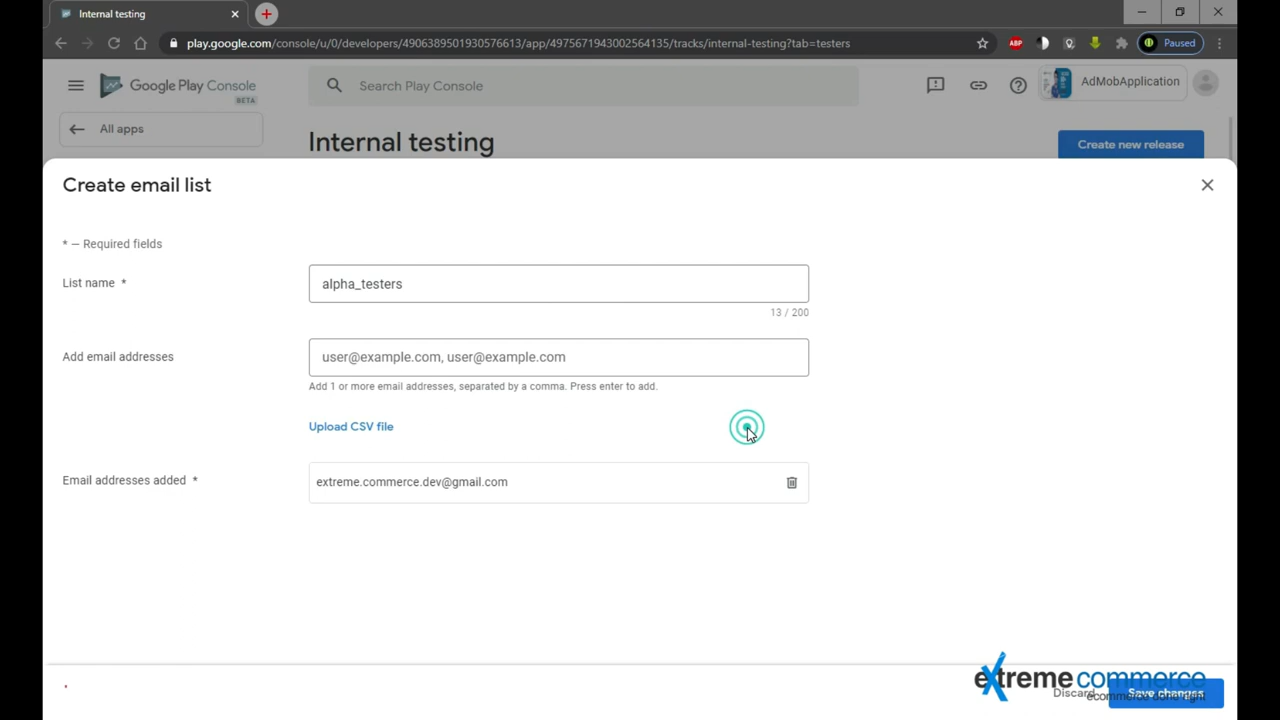 Internal testing
play.google.com/console/u/0/developers/4906389501930576613/app/4975671943002564135/tracks/internal-testing?tab=testers
ABP
Paused
Google Play Console
BETA
Search Play Console
AdMobApplication
All apps
Internal testing
Create new release
Create email list
* – Required fields
List name *
alpha_testers
13 / 200
Add email addresses
user@example.com, user@example.com
Add 1 or more email addresses, separated by a comma. Press enter to add.
Upload CSV file
Email addresses added *
extreme.commerce.dev@gmail.com
extreme commerce
ecommerce done right
Discard
Save changes